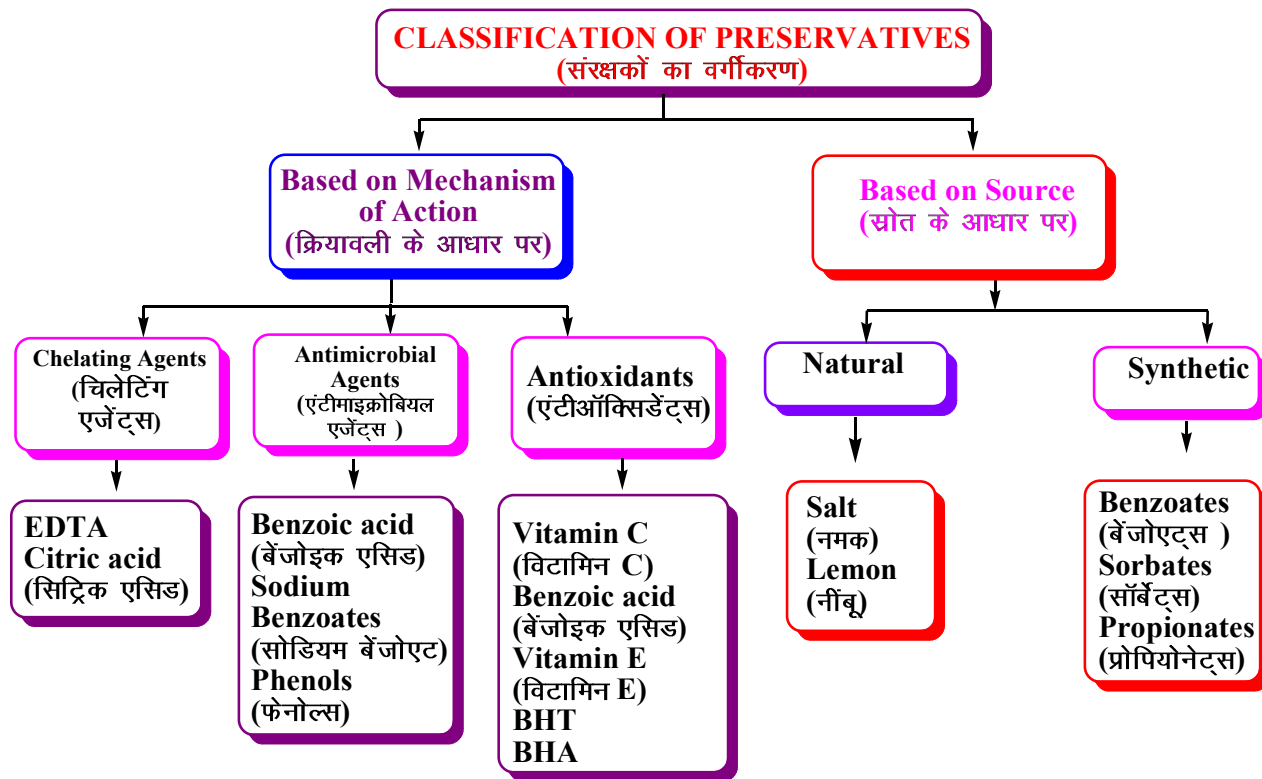 CLASSIFICATION OF PRESERVATIVES
(संरक्षकों का वर्गीकरण)
Based on Mechanism
of Action
(क्रियावली के आधार पर)
Based on Source
(स्रोत के आधार पर)
Chelating Agents
(चिलेटिंग
एजेंट्स)
Antimicrobial
Agents
(एंटीमाइक्रोबियल
एजेंट्स )
Antioxidants
(एंटीऑक्सिडेंट्स)
Natural
Synthetic
EDTA
Citric acid
(सिट्रिक एसिड)
Benzoic acid
(बेंजोइक एसिड)
Sodium
Benzoates
(सोडियम बेंजोएट)
Phenols
(फेनोल्स)
Vitamin C
(विटामिन C)
Benzoic acid
(बेंजोइक एसिड)
Vitamin E
(विटामिन E)
BHT
BHA
Salt
(नमक)
Lemon
(नींबू)
Benzoates
(बेंजोएट्स )
Sorbates
(सॉर्बेट्स)
Propionates
(प्रोपियोनेट्स)